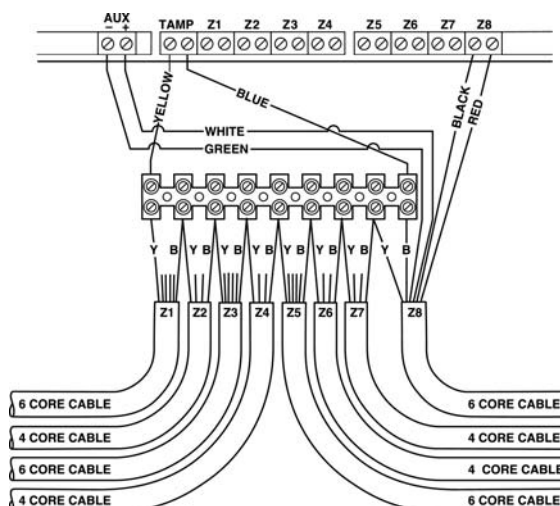 AUX
− +
TAMP Z1 Z2 Z3 Z4 Z5 Z6 Z7 Z8
YELLOW
BLUE
BLACK
RED
WHITE
GREEN
Y B Y B Y B Y B Y B Y B Y B Y B
Z1 Z2 Z3 Z4 Z5 Z6 Z7 Z8
6 CORE CABLE 6 CORE CABLE
4 CORE CABLE 4 CORE CABLE
6 CORE CABLE 4 CORE CABLE
4 CORE CABLE 6 CORE CABLE